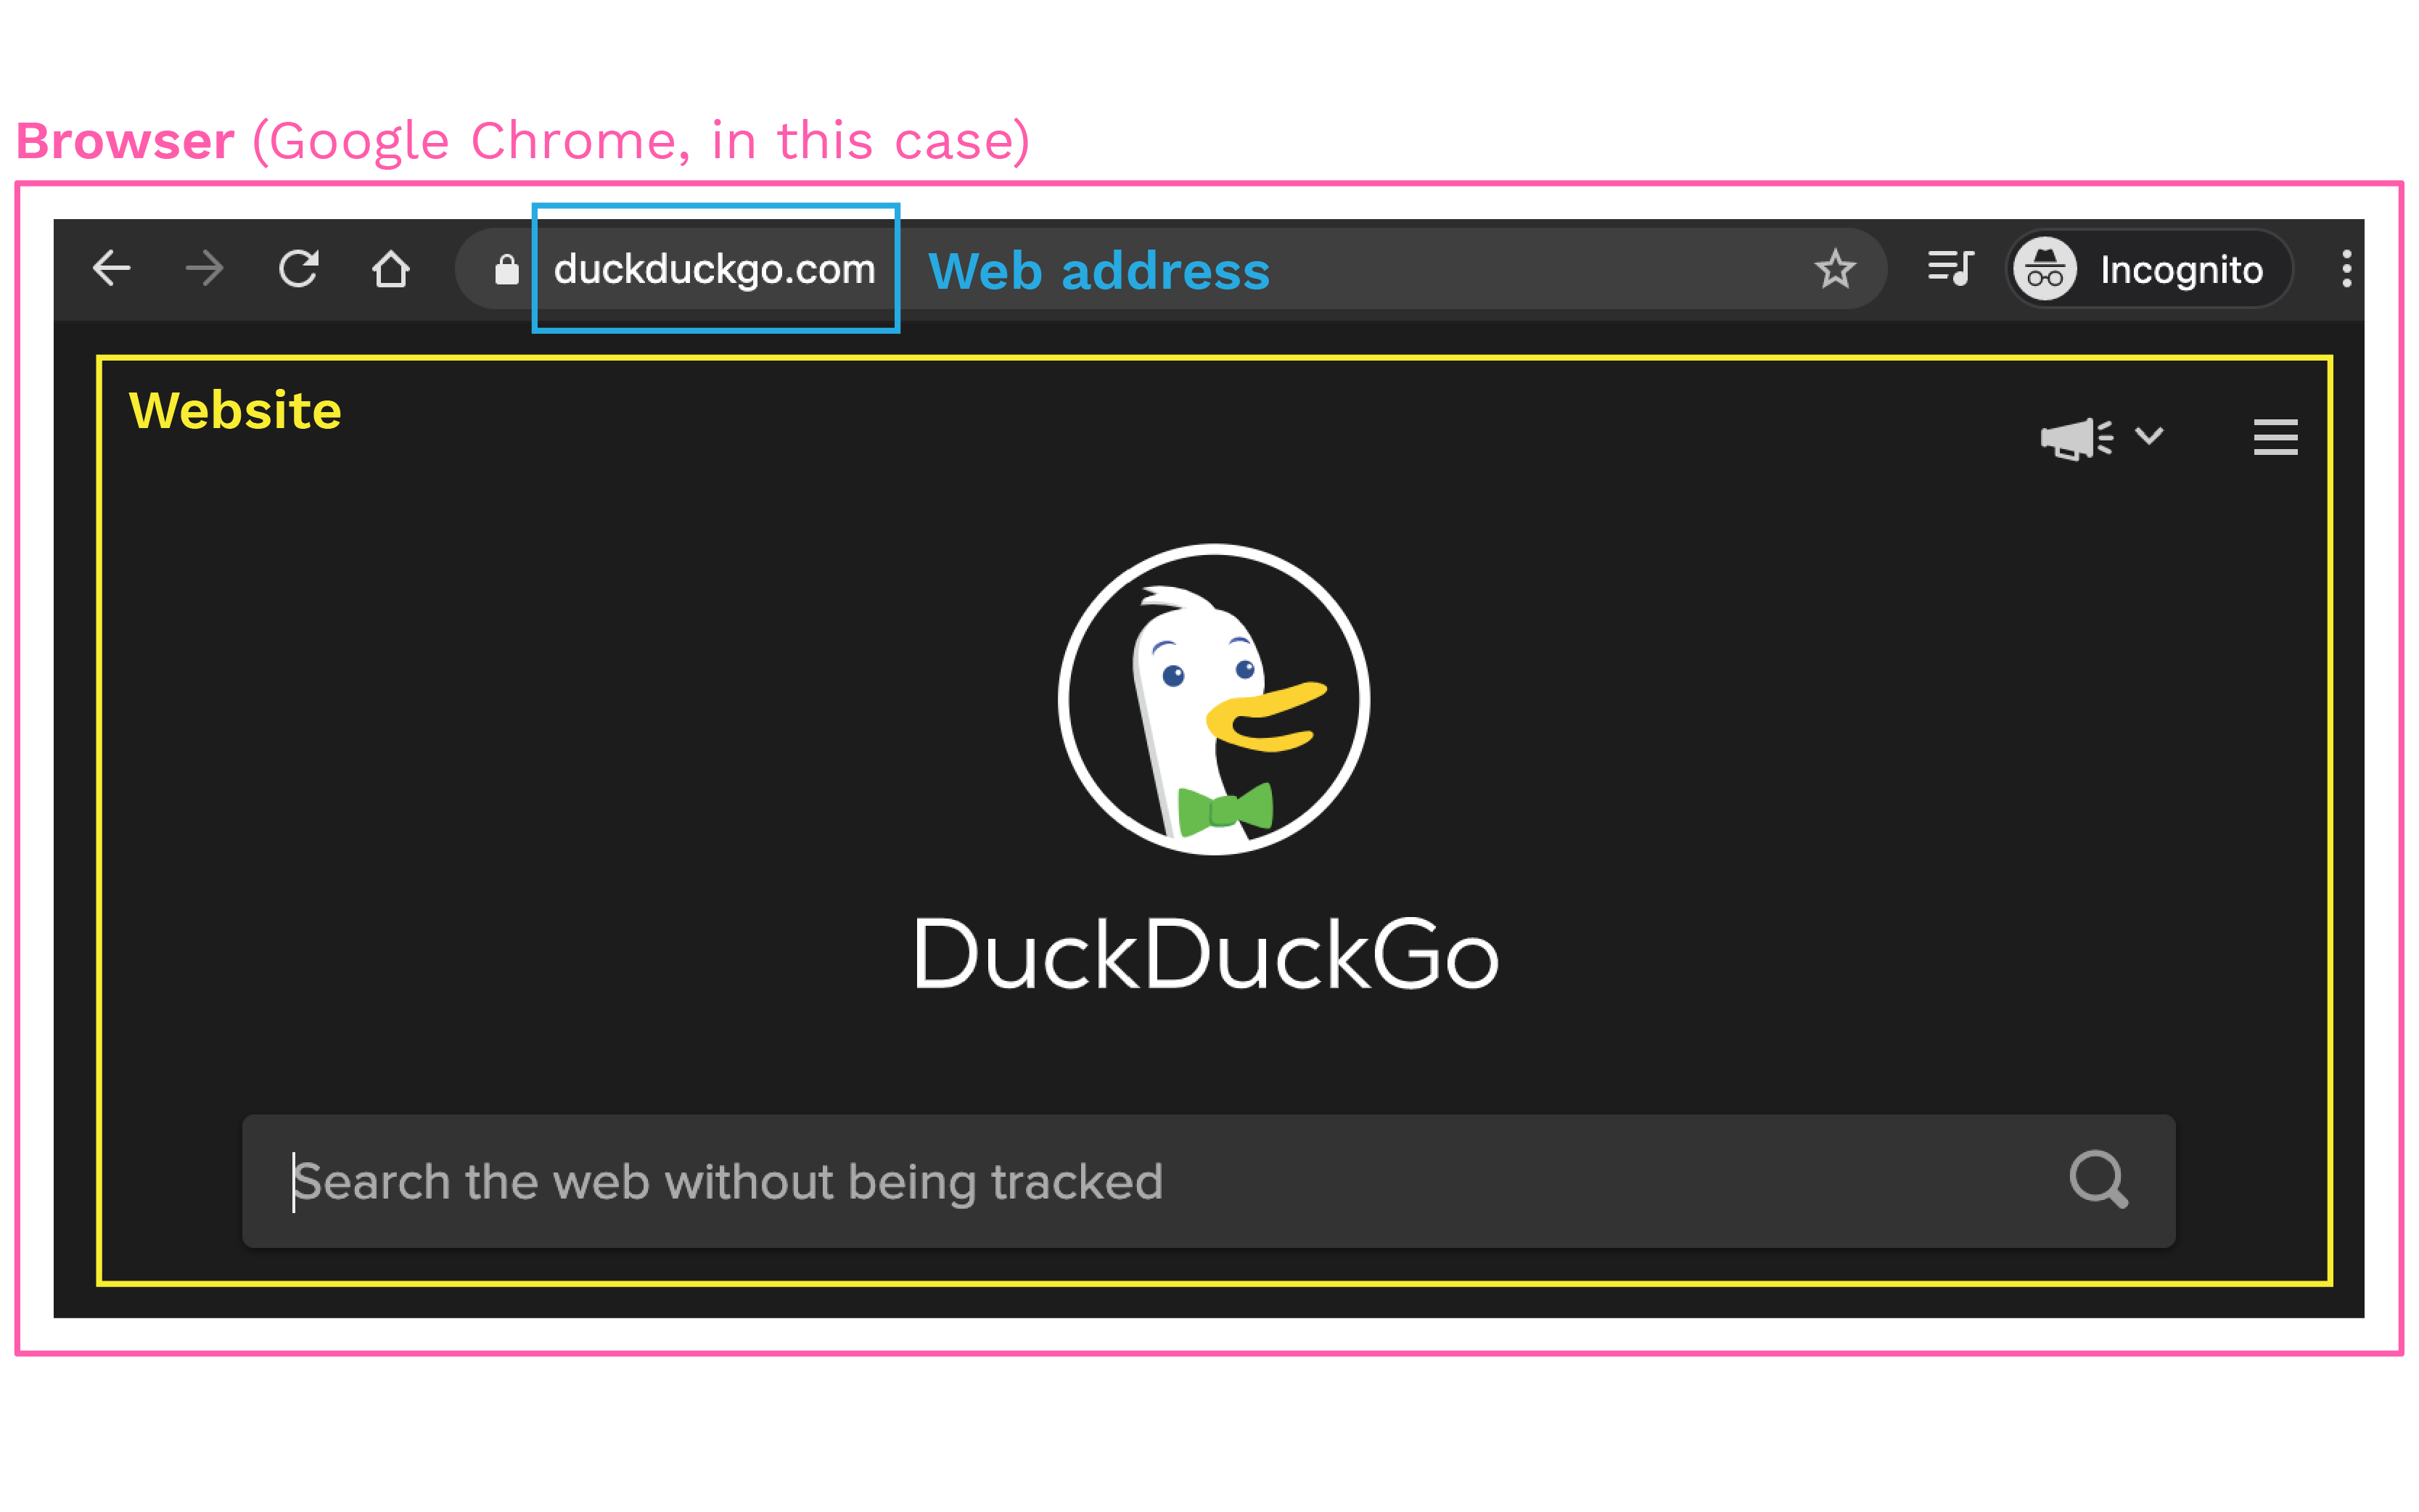 Browser (Google Chrome, in this case)
duckduckgo.com Web address Incognito
Website
DuckDuckGo
Search the web without being tracked